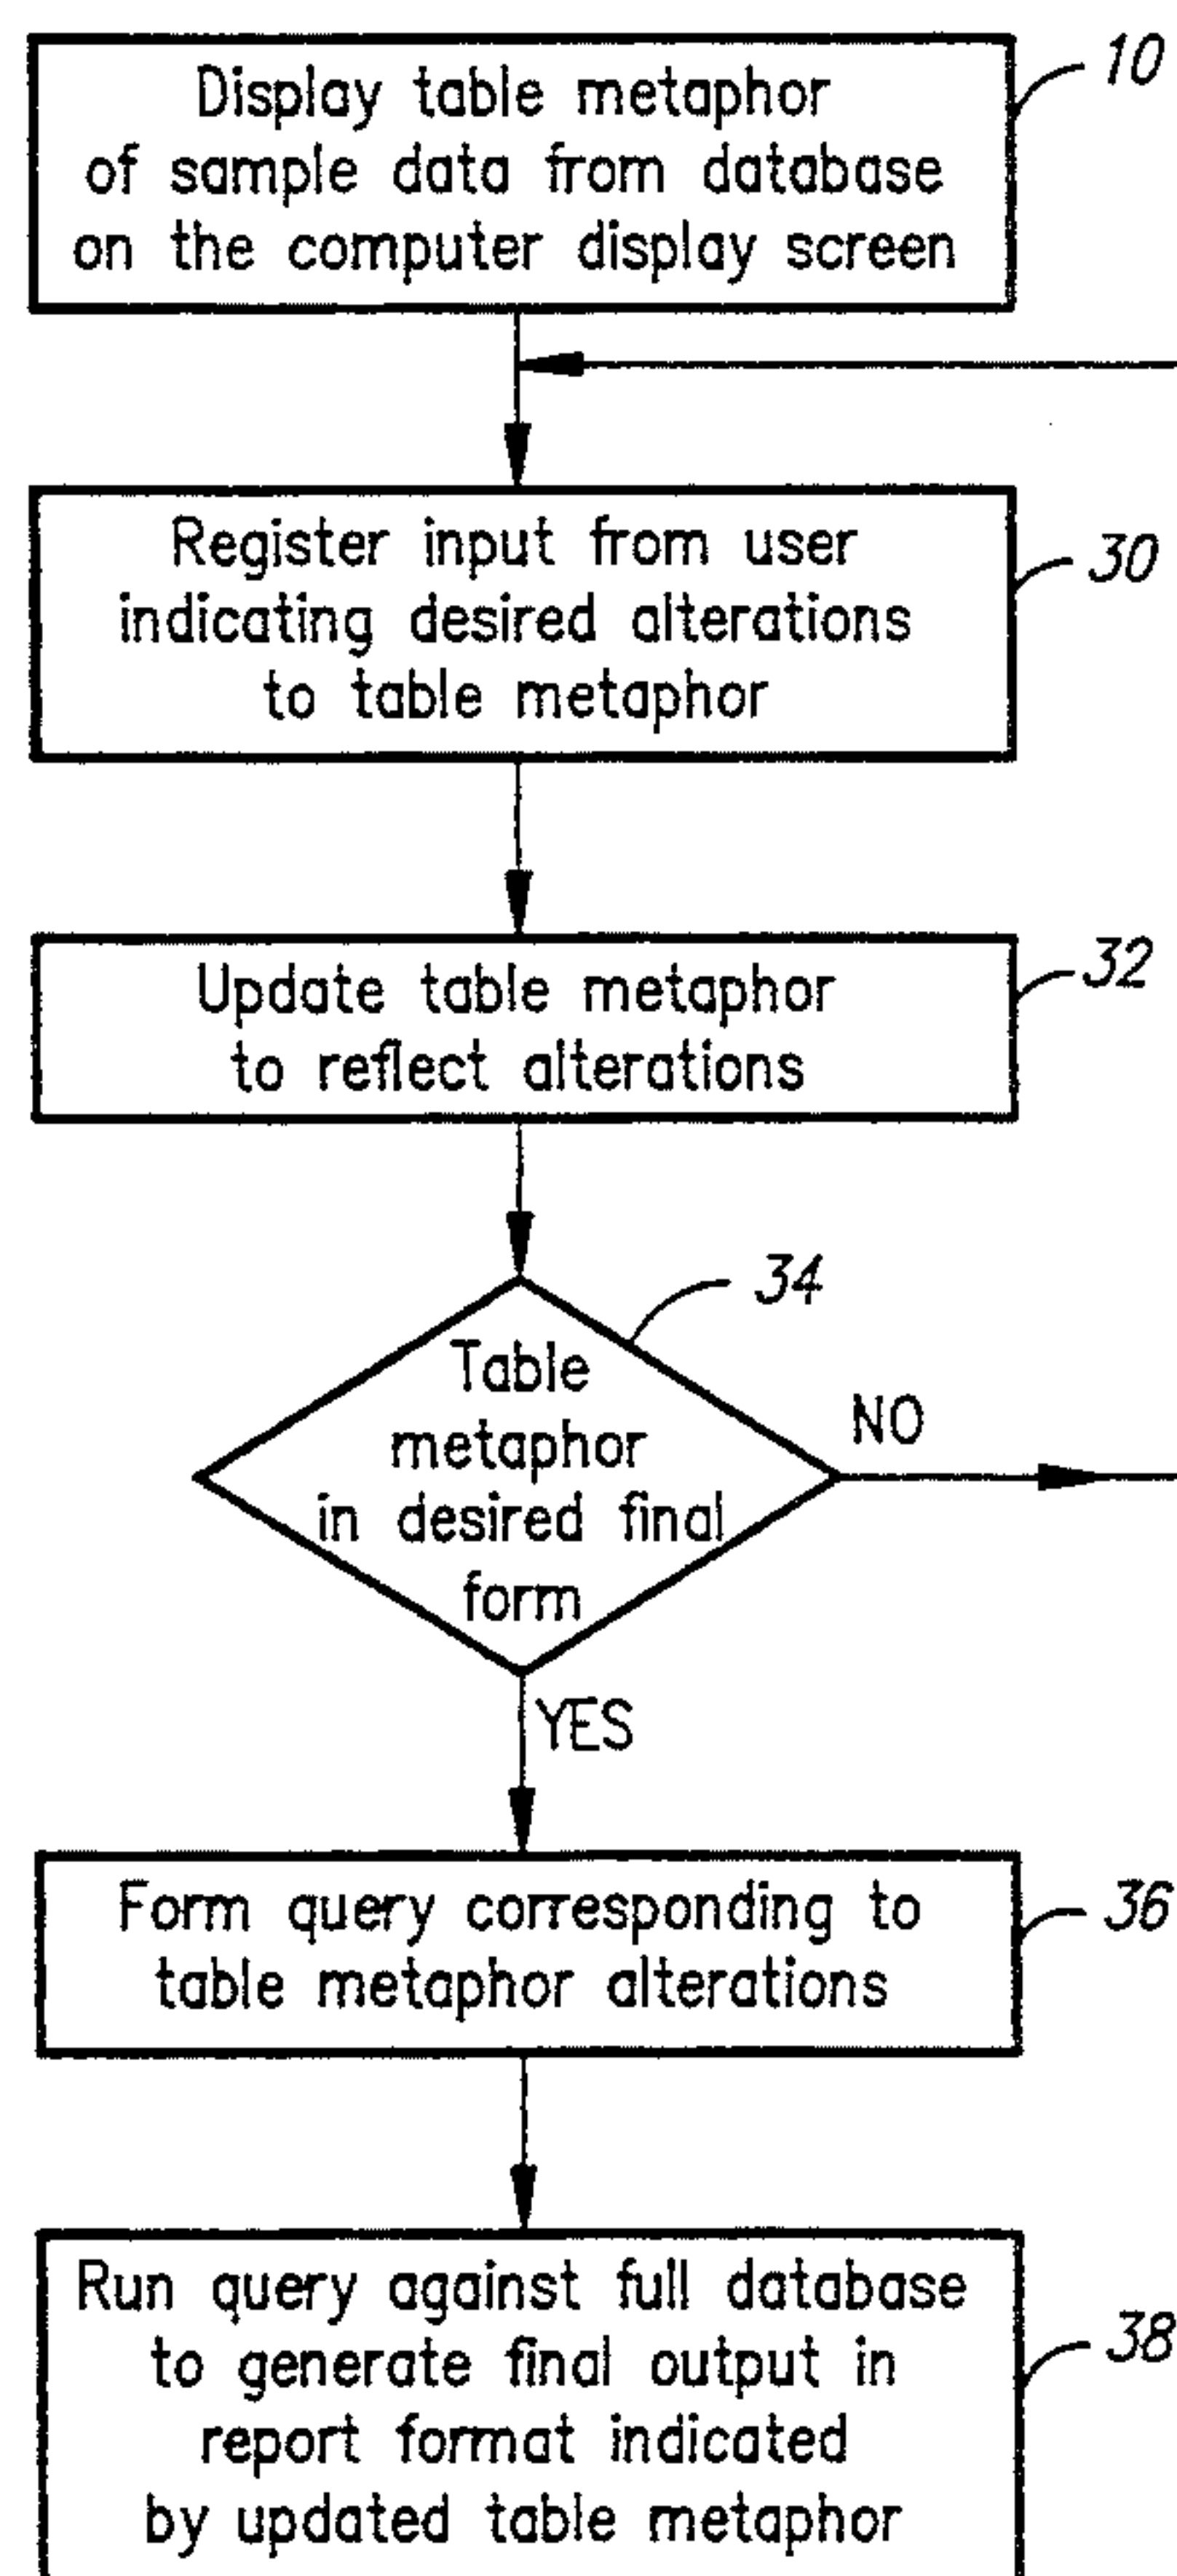 Display table metaphor
of sample data from database
on the computer display screen
10
Register input from user
indicating desired alterations
to table metaphor
30
Update table metaphor
to reflect alterations
32
34
Table
metaphor
in desired final
form
NO
YES
Form query corresponding to
table metaphor alterations
36
Run query against full database
to generate final output in
report format indicated
by updated table metaphor
38